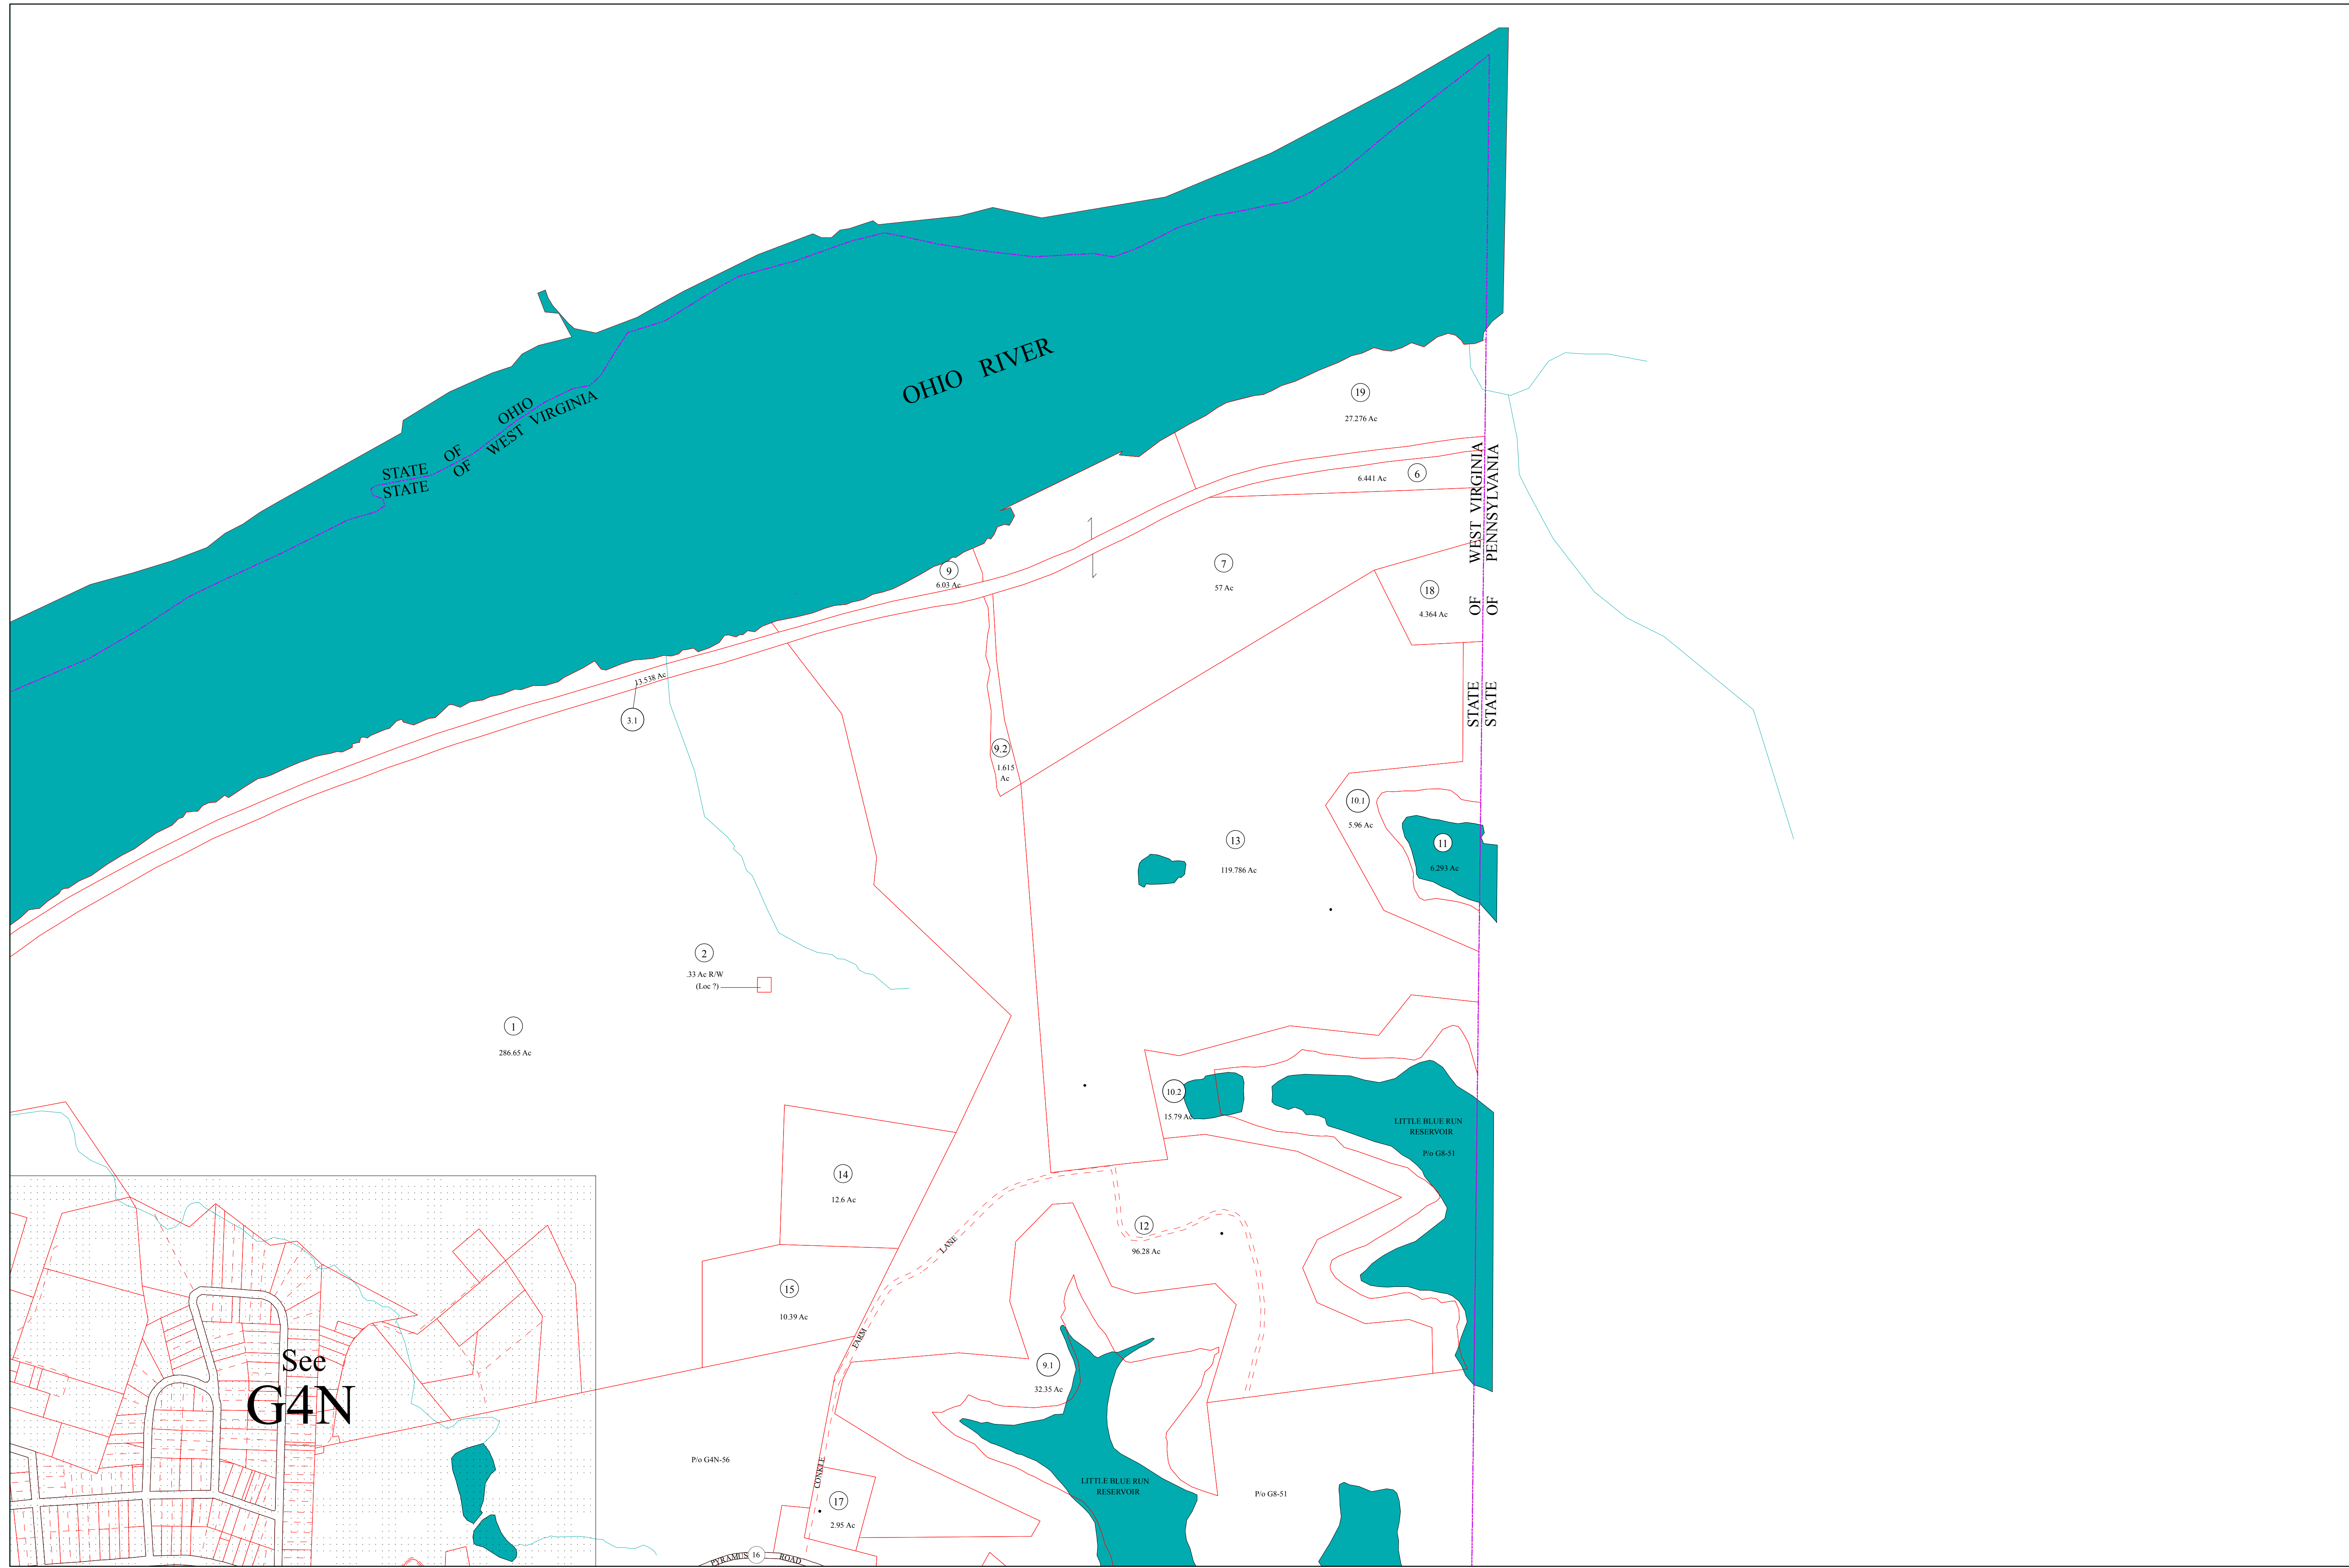 STATE OF OHIO
STATE OF WEST VIRGINIA
OHIO RIVER
19
27.276 Ac
6
6.441 Ac
STATE OF WEST VIRGINIA
STATE OF PENNSYLVANIA
7
57 Ac
9
6.03 Ac
18
4.364 Ac
13.538 Ac
3.1
9.2
1.615
Ac
10.1
5.96 Ac
11
6.293 Ac
13
119.786 Ac
2
.33 Ac R/W
(Loc ?)
1
286.65 Ac
10.2
15.79 Ac
LITTLE BLUE RUN
RESERVOIR
P/o G8-51
14
12.6 Ac
12
96.28 Ac
15
10.39 Ac
CONKLE FARM LANE
See
G4N
9.1
32.35 Ac
P/o G4N-56
LITTLE BLUE RUN
RESERVOIR
P/o G8-51
17
2.95 Ac
PYRAMUS 16 ROAD